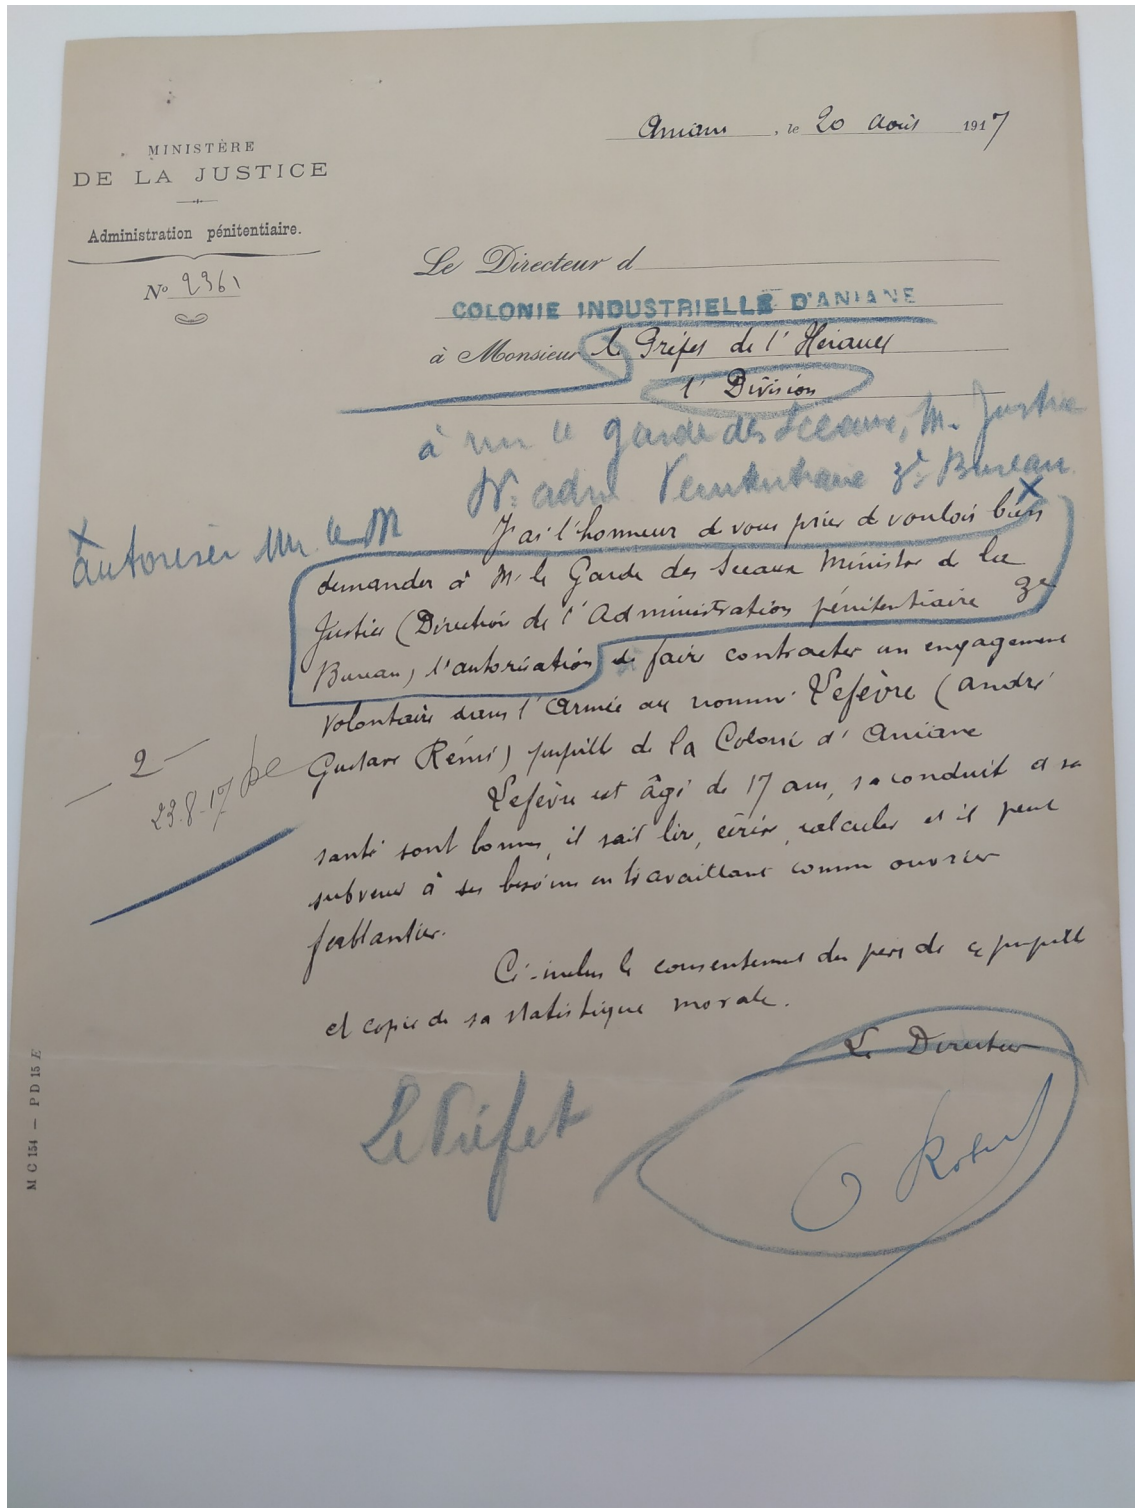 Aniane, le 20 Août 1917
MINISTÈRE
DE LA JUSTICE
Administration pénitentiaire.
No 2361
Le Directeur d
COLONIE INDUSTRIELLE D'ANIANE
à Monsieur le Préfet de l'Hérault
1e Division
à le garde des Sceaux, M. Justice
adm. Penitentiaire 3e Bureau
x
autoriser Mr le M
x
J'ai l'honneur de vous prier de vouloir bien
demander à M. le Garde des Sceaux Ministre de la
Justice (Direction de l'Administration pénitentiaire 3e
Bureau) l'autorisation de faire contracter un engagement
volontaire dans l'Armée au nommé Lefèvre (André
Gustave Rémi) pupille de la Colonie d'Aniane
— 2 —
23.8.17
Lefèvre est âgé de 17 ans, sa conduite et sa
santé sont bonnes, il sait lire, écrire, calculer et il peut
subvenir à ses besoins en travaillant comme ouvrier
ferblantier.
Ci-inclus le consentement du père de ce pupille
et copie de sa statistique morale.
Le Directeur
Le Préfet
M C 154 — P D 15 E